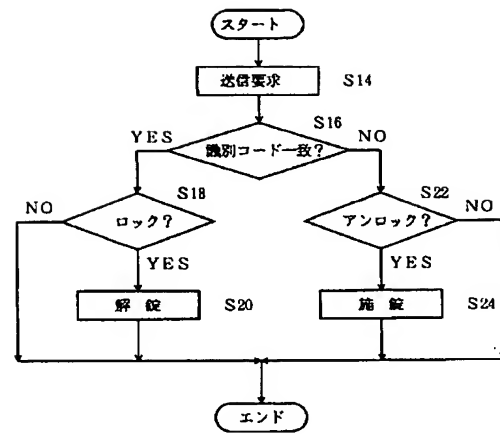 スタート
送信要求 S14
S16
YES 識別コード一致? NO
S18 S22
NO ロック? アンロック? NO
YES YES
解錠 S20 施錠 S24
エンド